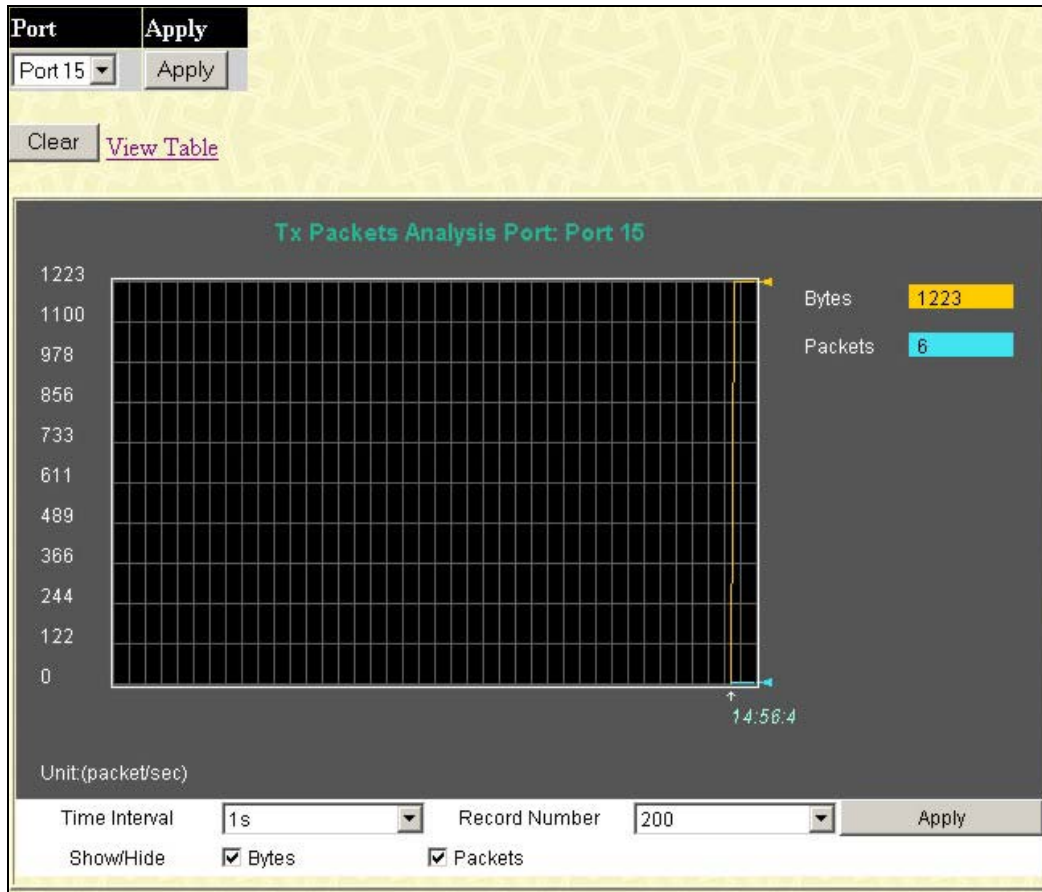 Port Apply
Port 15 Apply
Clear View Table
Tx Packets Analysis Port: Port 15
1223
1100
978
856
733
611
489
366
244
122
0
Bytes 1223
Packets 6
14:56:4
Unit:(packet/sec)
Time Interval 1s Record Number 200 Apply
Show/Hide Bytes Packets